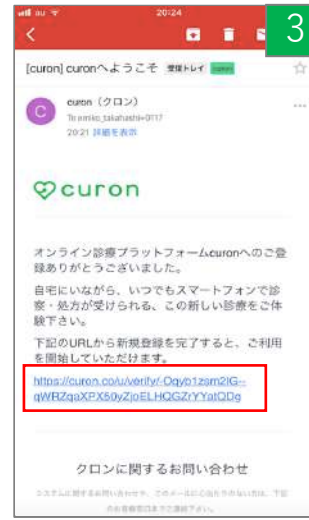 au 20:24
3
[curon] curonへようこそ 受信トレイ
C
curon (クロン)
20:21 詳細を表示
curon
オンライン診療プラットフォームcuronへのご登
録ありがとうございました。
自宅にいながら、いつでもスマートフォンで診
察・処方が受けられる、この新しい診療をご体
験下さい。
下記のURLから新規登録を完了すると、ご利用
を開始していただけます。
https://curon.co/u/verify/-Oqyb1zsm2IG--
qWRZqaXPX50yZjoELHQGZrYYatQDg
クロンに関するお問い合わせ